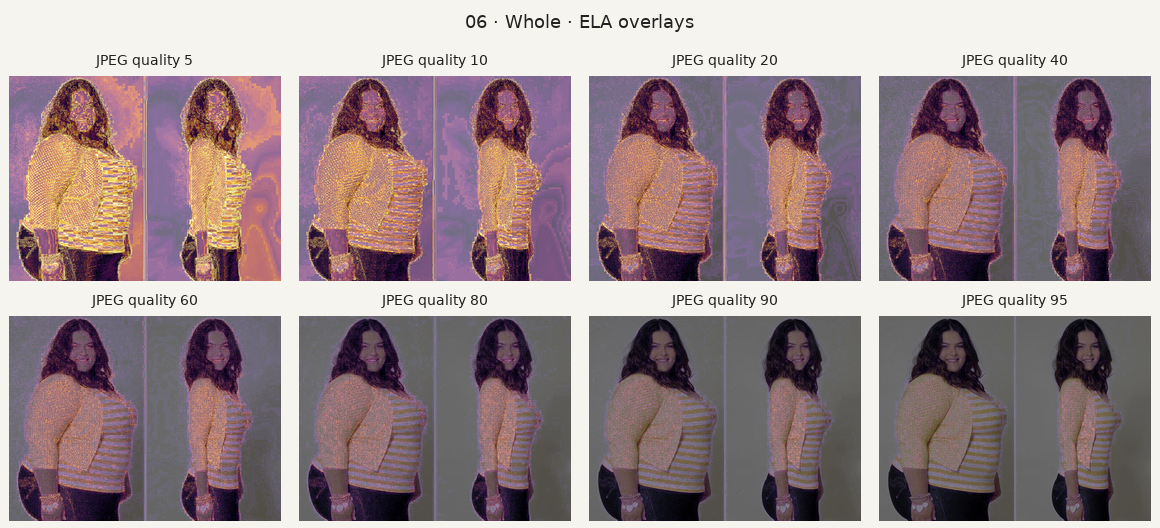 06 · Whole · ELA overlays
JPEG quality 5
JPEG quality 10
JPEG quality 20
JPEG quality 40
JPEG quality 60
JPEG quality 80
JPEG quality 90
JPEG quality 95